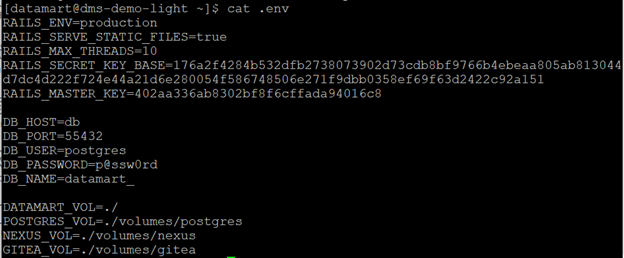 [datamart@dms-demo-light ~]$ cat .env
RAILS_ENV=production
RAILS_SERVE_STATIC_FILES=true
RAILS_MAX_THREADS=10
RAILS_SECRET_KEY_BASE=176a2f4284b532dfb2738073902d73cdb8bf9766b4ebeaa805ab813044
d7dc4d222f724e44a21d6e280054f586748506e271f9dbb0358ef69f63d2422c92a151
RAILS_MASTER_KEY=402aa336ab8302bf8f6cffada94016c8
DB_HOST=db
DB_PORT=55432
DB_USER=postgres
DB_PASSWORD=p@ssw0rd
DB_NAME=datamart_
DATAMART_VOL=./
POSTGRES_VOL=./volumes/postgres
NEXUS_VOL=./volumes/nexus
GITEA_VOL=./volumes/gitea